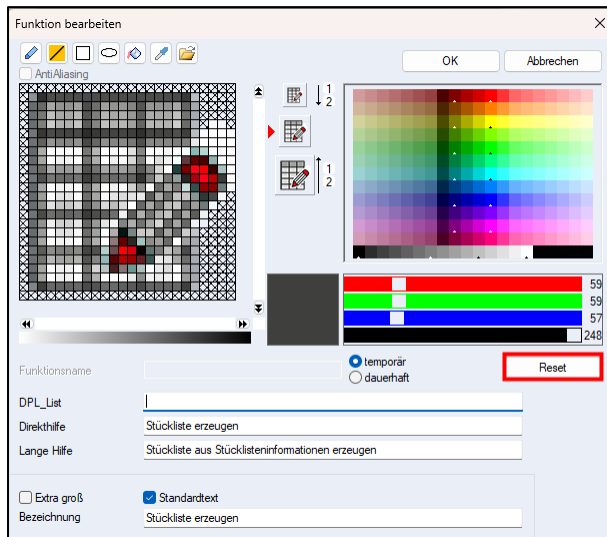 Funktion bearbeiten
OK
Abbrechen
AntiAliasing
1
2
1
2
59
59
57
248
Funktionsname
temporär
dauerhaft
Reset
DPL_List
Direkthilfe
Stückliste erzeugen
Lange Hilfe
Stückliste aus Stücklisteninformationen erzeugen
Extra groß
Standardtext
Bezeichnung
Stückliste erzeugen